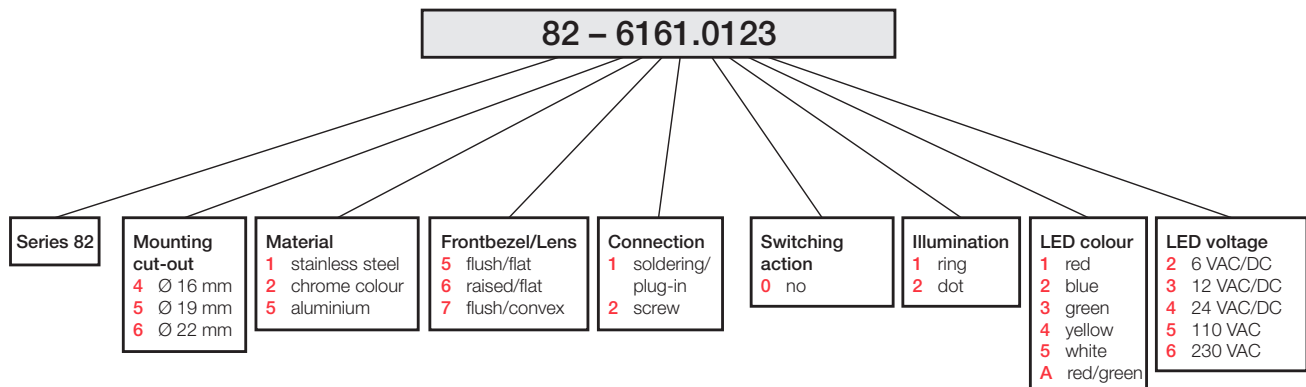 82 – 6161.0123
Series 82
Mounting
cut-out
4 Ø 16 mm
5 Ø 19 mm
6 Ø 22 mm
Material
1 stainless steel
2 chrome colour
5 aluminium
Frontbezel/Lens
5 flush/flat
6 raised/flat
7 flush/convex
Connection
1 soldering/
plug-in
2 screw
Switching
action
0 no
Illumination
1 ring
2 dot
LED colour
1 red
2 blue
3 green
4 yellow
5 white
A red/green
LED voltage
2 6 VAC/DC
3 12 VAC/DC
4 24 VAC/DC
5 110 VAC
6 230 VAC